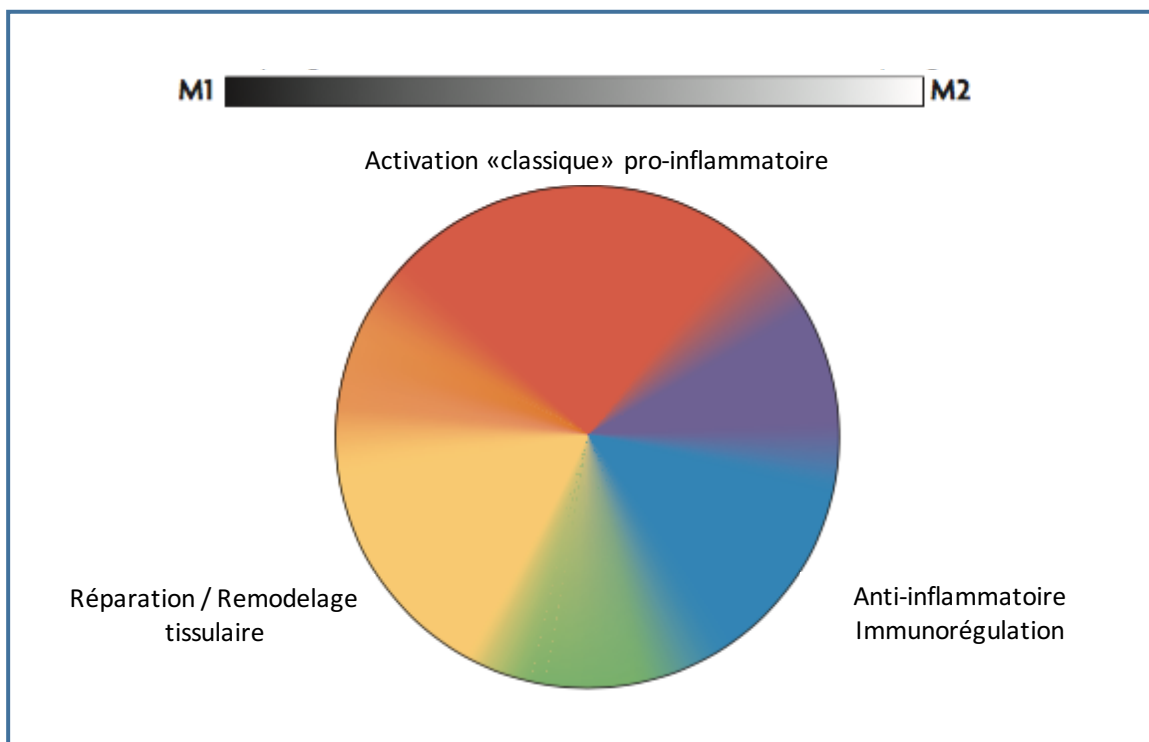 M1 M2
Activation «classique» pro-inflammatoire
Réparation / Remodelage
tissulaire
Anti-inflammatoire
Immunorégulation